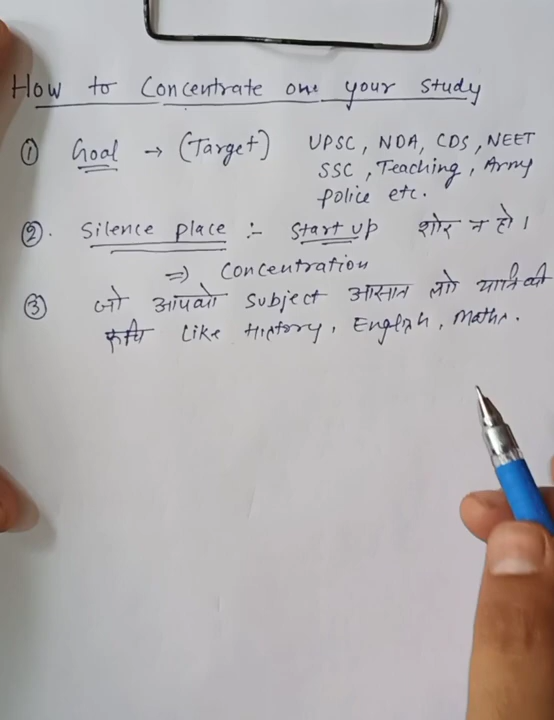 How to Concentrate one your study
① Goal → (Target) UPSC, NDA, CDS, NEET
SSC, Teaching, Army
police etc.
②. Silence place :- Start up शोर न हो।
⇒ Concentration
③ जो आपको Subject आसान लगे
Like History, English, Maths.